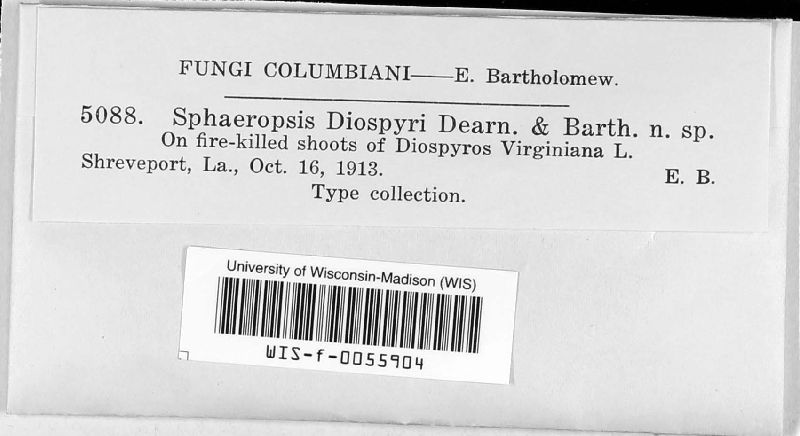 FUNGI COLUMBIANI——E. Bartholomew.
5088. Sphaeropsis Diospyri Dearn. & Barth. n. sp.
On fire-killed shoots of Diospyros Virginiana L.
Shreveport, La., Oct. 16, 1913. E. B.
Type collection.
University of Wisconsin-Madison (WIS)
WIS-f-0055904